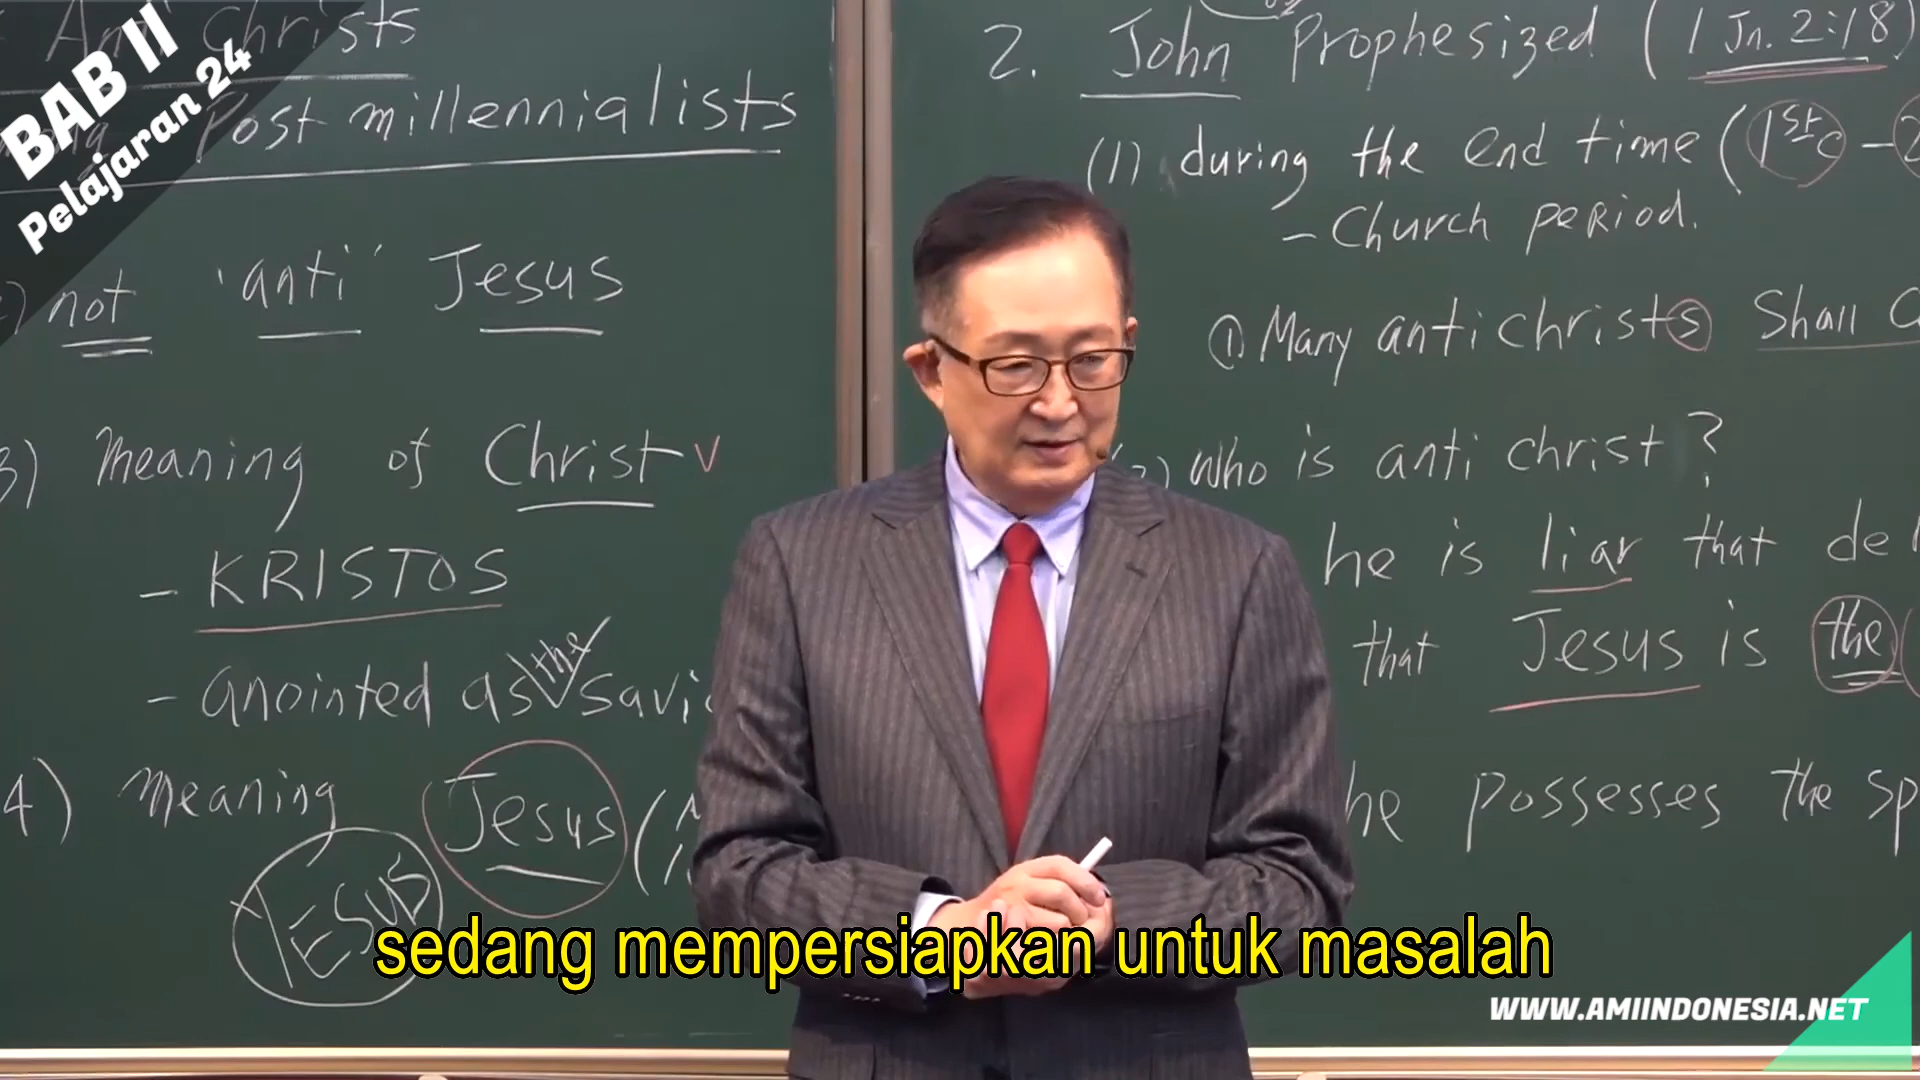 BAB II
Pelajaran 24
Christs
Post millennialists
not 'anti' Jesus
3) Meaning of Christ
- KRISTOS
- anointed as the
4) Meaning Jesus
2. John Prophesized (1 Jn. 2:18)
(1) during the end time (1st c -
- Church period.
① Many antichrists Shall
Who is anti christ?
he is liar that
that Jesus is the
he possesses the
sedang mempersiapkan untuk masalah
WWW.AMIINDONESIA.NET